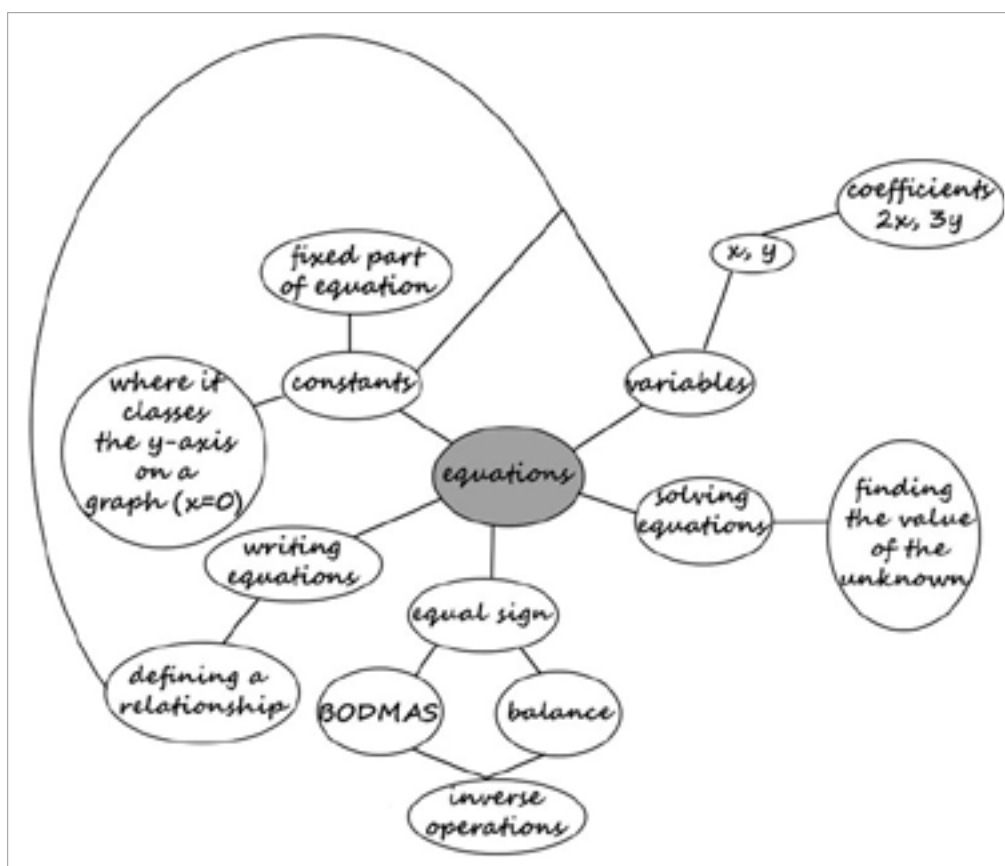 coefficients
2x, 3y
x, y
fixed part
of equation
constants
variables
where it
classes
the y-axis
on a
graph (x=0)
equations
solving
equations
finding
the value
of the
unknown
writing
equations
equal sign
defining a
relationship
BODMAS
balance
inverse
operations